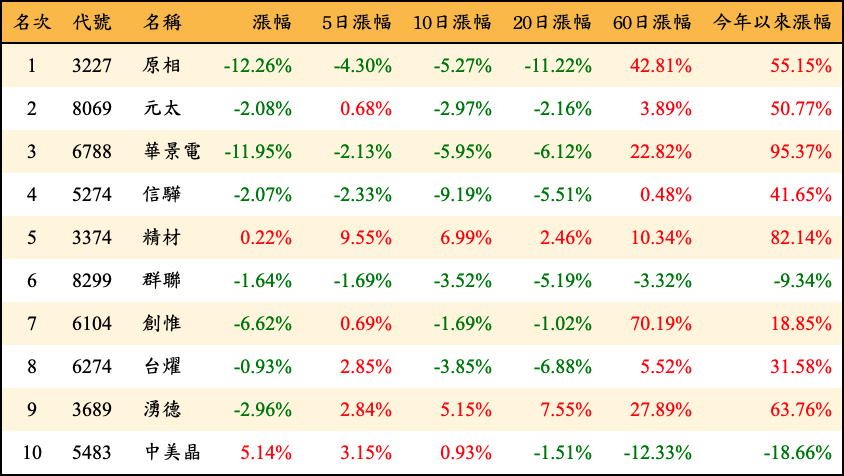 名次 代號 名稱 漲幅 5日漲幅 10日漲幅 20日漲幅 60日漲幅 今年以來漲幅
1 3227 原相 -12.26% -4.30% -5.27% -11.22% 42.81% 55.15%
2 8069 元太 -2.08% 0.68% -2.97% -2.16% 3.89% 50.77%
3 6788 華景電 -11.95% -2.13% -5.95% -6.12% 22.82% 95.37%
4 5274 信驊 -2.07% -2.33% -9.19% -5.51% 0.48% 41.65%
5 3374 精材 0.22% 9.55% 6.99% 2.46% 10.34% 82.14%
6 8299 群聯 -1.64% -1.69% -3.52% -5.19% -3.32% -9.34%
7 6104 創惟 -6.62% 0.69% -1.69% -1.02% 70.19% 18.85%
8 6274 台燿 -0.93% 2.85% -3.85% -6.88% 5.52% 31.58%
9 3689 湧德 -2.96% 2.84% 5.15% 7.55% 27.89% 63.76%
10 5483 中美晶 5.14% 3.15% 0.93% -1.51% -12.33% -18.66%